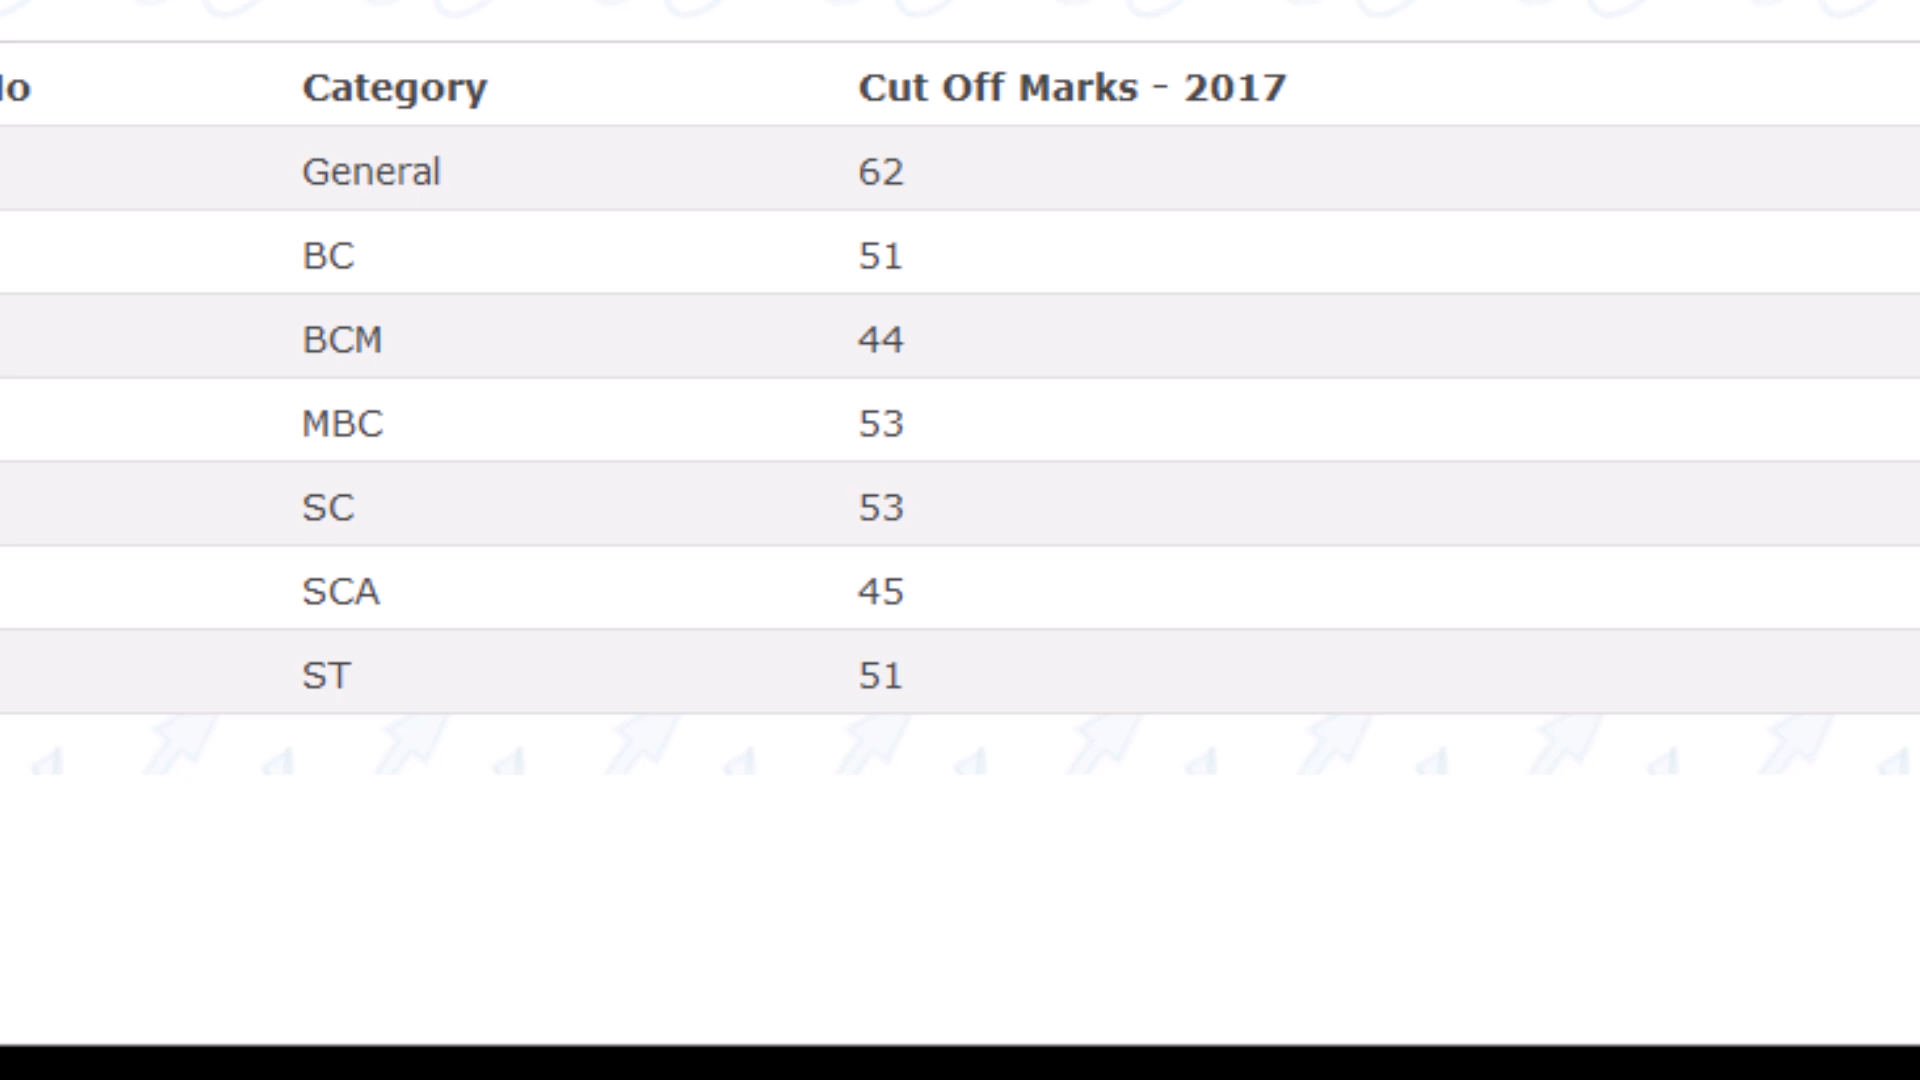 Category Cut Off Marks - 2017
General 62
BC 51
BCM 44
MBC 53
SC 53
SCA 45
ST 51